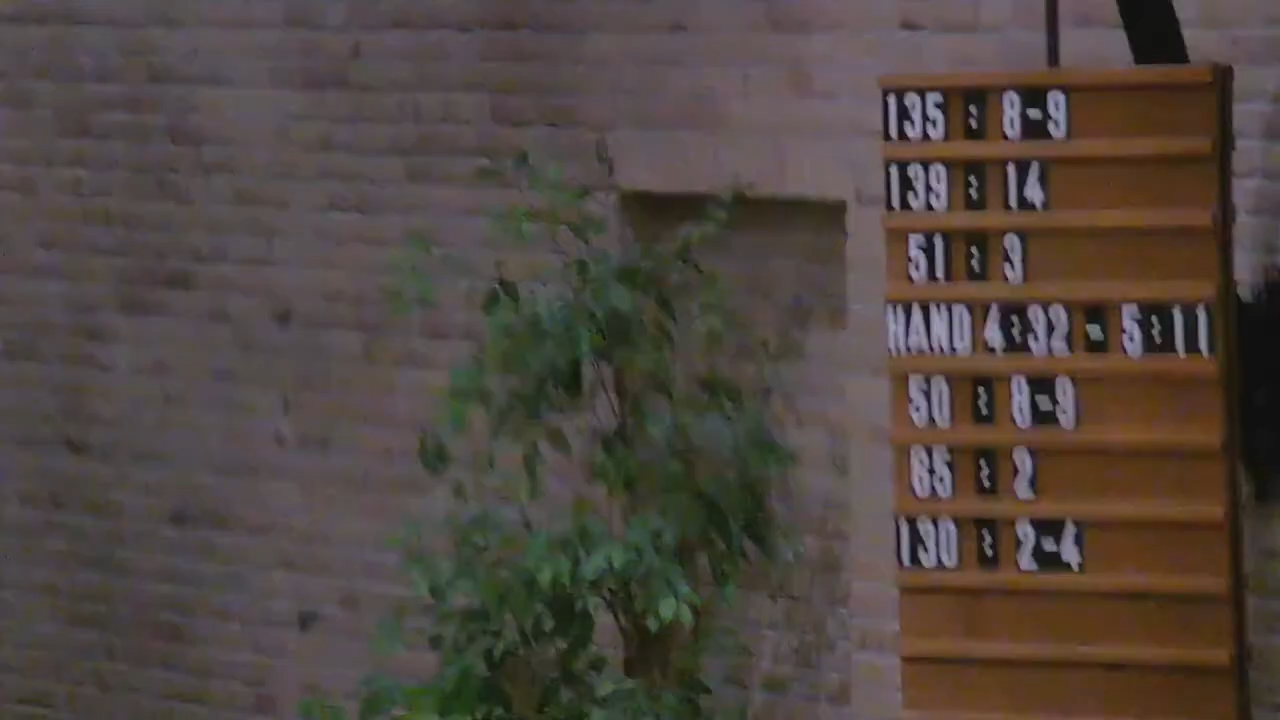 135 : 8-9
139 : 14
51 : 3
HAND 4:32 = 5:11
50 : 8-9
65 : 2
130 : 2-4